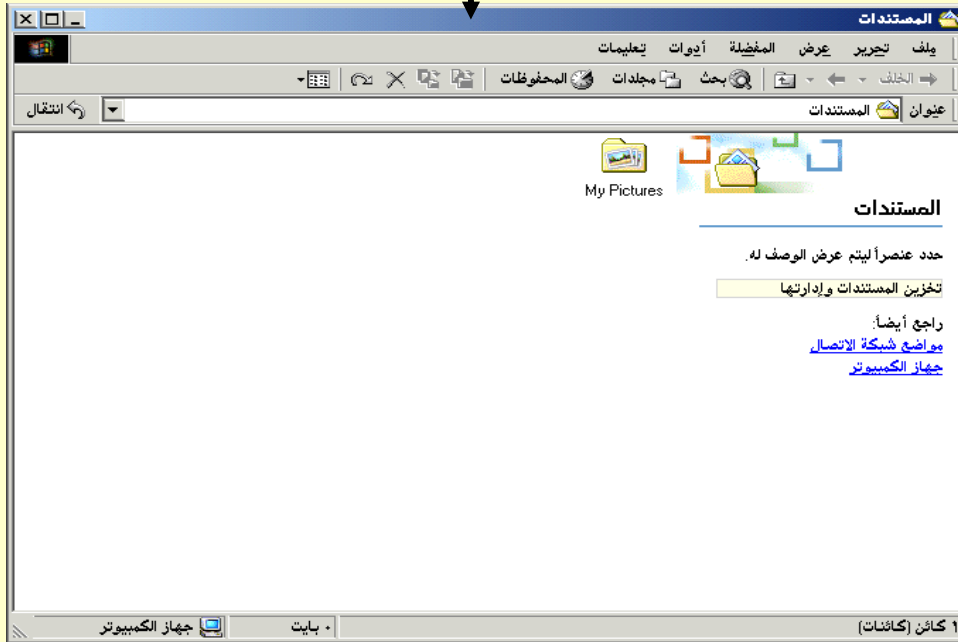 المستندات
ملف تحرير عرض المفضلة أدوات تعليمات
الخلف بحث مجلدات المحفوظات
عنوان المستندات انتقال
My Pictures
المستندات
حدد عنصراً ليتم عرض الوصف له.
تخزين المستندات وإدارتها
راجع أيضاً:
مواضع شبكة الاتصال
جهاز الكمبيوتر
١ كائن (كائنات) ٠ بايت جهاز الكمبيوتر